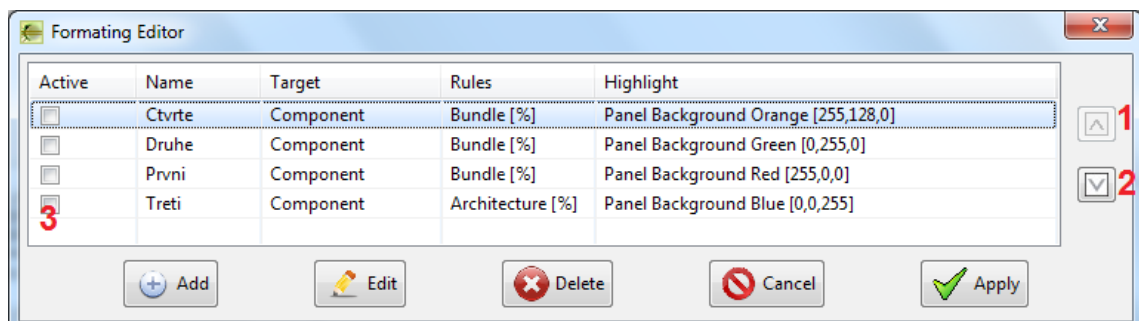 Formating Editor
Active Name Target Rules Highlight
Ctvrte Component Bundle [%] Panel Background Orange [255,128,0]
1
Druhe Component Bundle [%] Panel Background Green [0,255,0]
Prvni Component Bundle [%] Panel Background Red [255,0,0]
2
Treti Component Architecture [%] Panel Background Blue [0,0,255]
3
Add Edit Delete Cancel Apply